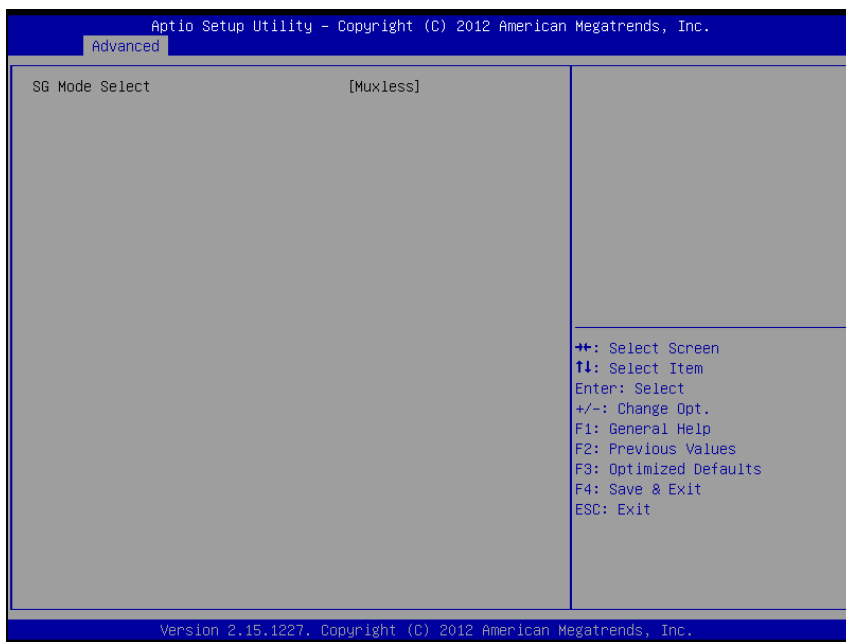 Aptio Setup Utility – Copyright (C) 2012 American Megatrends, Inc.
Advanced
SG Mode Select [Muxless]
→←: Select Screen
↑↓: Select Item
Enter: Select
+/-: Change Opt.
F1: General Help
F2: Previous Values
F3: Optimized Defaults
F4: Save & Exit
ESC: Exit
Version 2.15.1227. Copyright (C) 2012 American Megatrends, Inc.